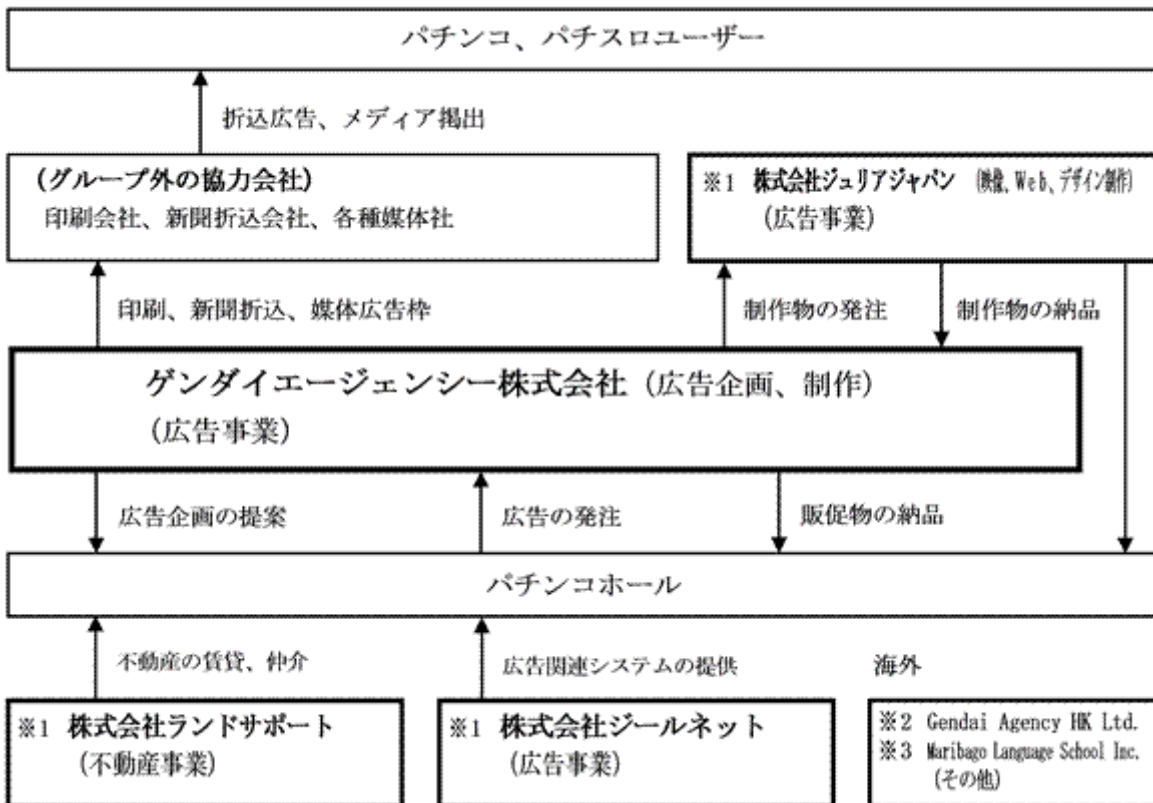 パチンコ、パチスロユーザー
折込広告、メディア掲出
(グループ外の協力会社)
印刷会社、新聞折込会社、各種媒体社
※1 株式会社ジュリアジャパン (映像、Web、デザイン制作)
(広告事業)
印刷、新聞折込、媒体広告枠
制作物の発注
制作物の納品
ゲンダイエージェンシー株式会社(広告企画、制作)
(広告事業)
広告企画の提案
広告の発注
販促物の納品
パチンコホール
不動産の賃貸、仲介
広告関連システムの提供
海外
※1 株式会社ランドサポート
(不動産事業)
※1 株式会社ジールネット
(広告事業)
※2 Gendai Agency HK Ltd.
※3 Maribago Language School Inc.
(その他)